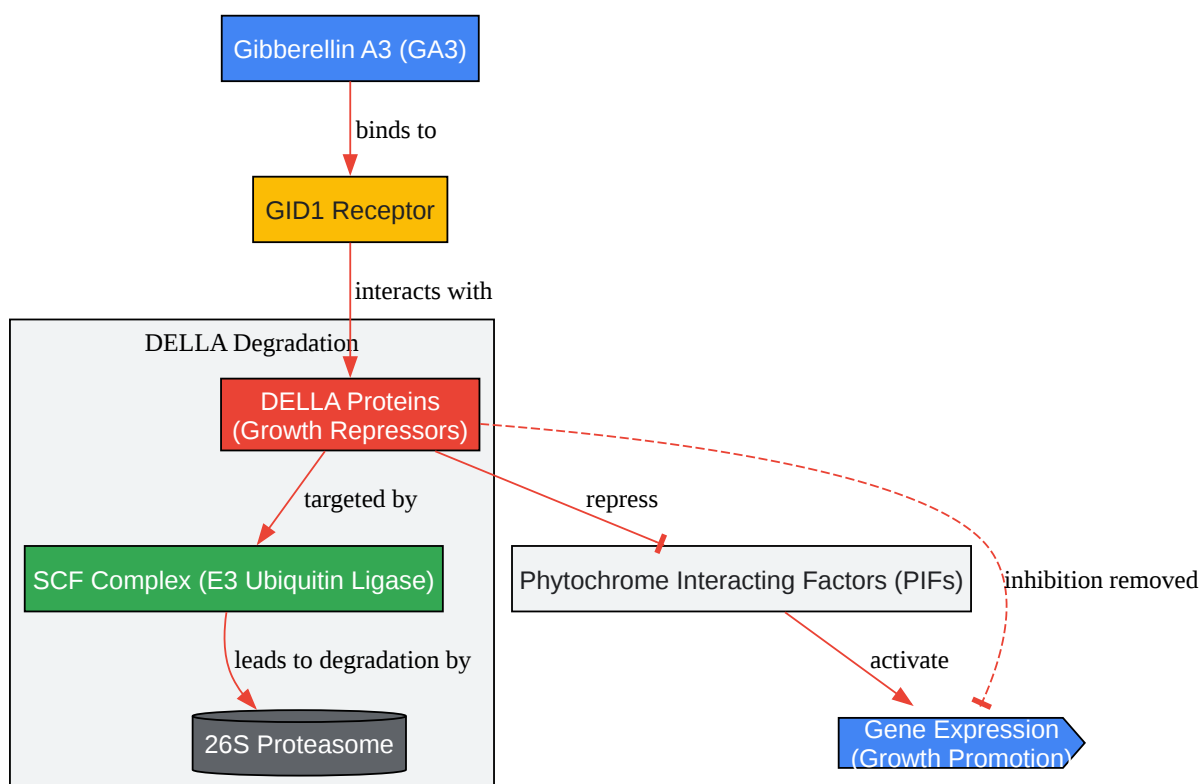 Gibberellin A3 (GA3)
binds to
GID1 Receptor
interacts with
DELLA Degradation
DELLA Proteins
(Growth Repressors)
targeted by
repress
SCF Complex (E3 Ubiquitin Ligase)
Phytochrome Interacting Factors (PIFs)
inhibition removed
leads to degradation by
activate
26S Proteasome
Gene Expression
(Growth Promotion)